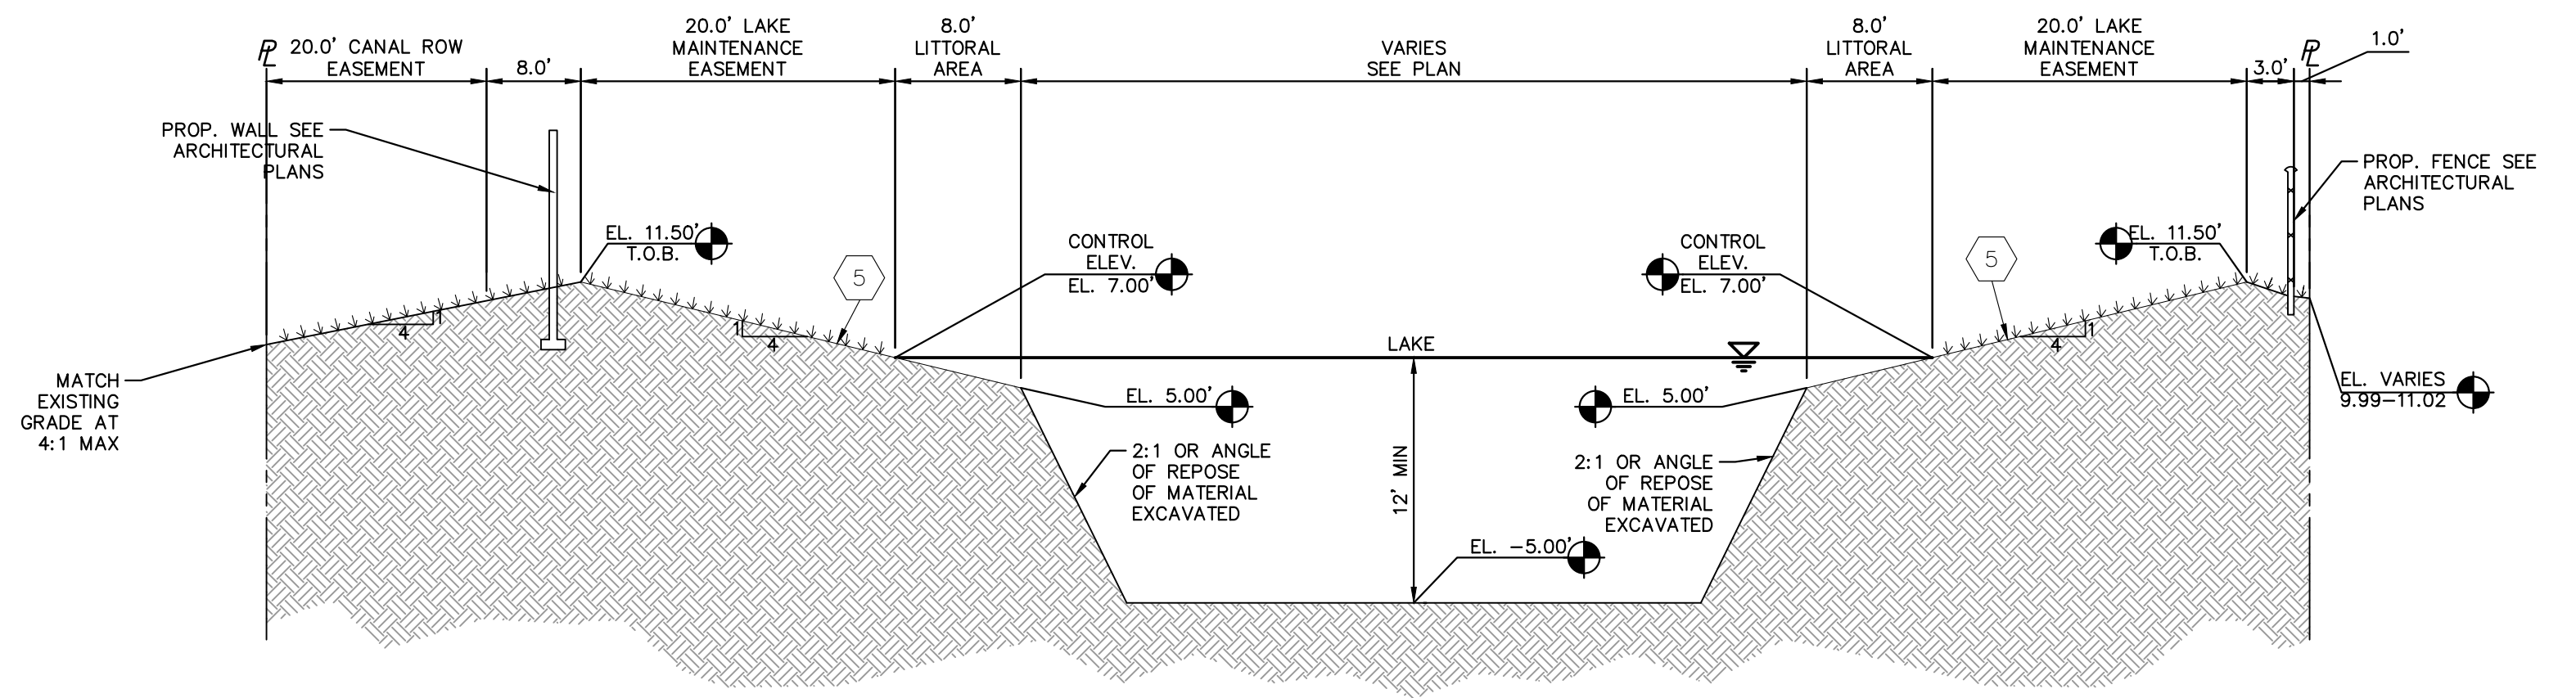 PL
20.0' CANAL ROW
EASEMENT
8.0'
20.0' LAKE
MAINTENANCE
EASEMENT
8.0'
LITTORAL
AREA
VARIES
SEE PLAN
8.0'
LITTORAL
AREA
20.0' LAKE
MAINTENANCE
EASEMENT
3.0'
PL
1.0'
PROP. WALL SEE
ARCHITECTURAL
PLANS
PROP. FENCE SEE
ARCHITECTURAL
PLANS
EL. 11.50'
T.O.B.
5
CONTROL
ELEV.
EL. 7.00'
CONTROL
ELEV.
EL. 7.00'
5
EL. 11.50'
T.O.B.
1
4
1
4
LAKE
1
4
MATCH
EXISTING
GRADE AT
4:1 MAX
EL. 5.00'
EL. 5.00'
EL. VARIES
9.99-11.02
2:1 OR ANGLE
OF REPOSE
OF MATERIAL
EXCAVATED
12' MIN
2:1 OR ANGLE
OF REPOSE
OF MATERIAL
EXCAVATED
EL. -5.00'